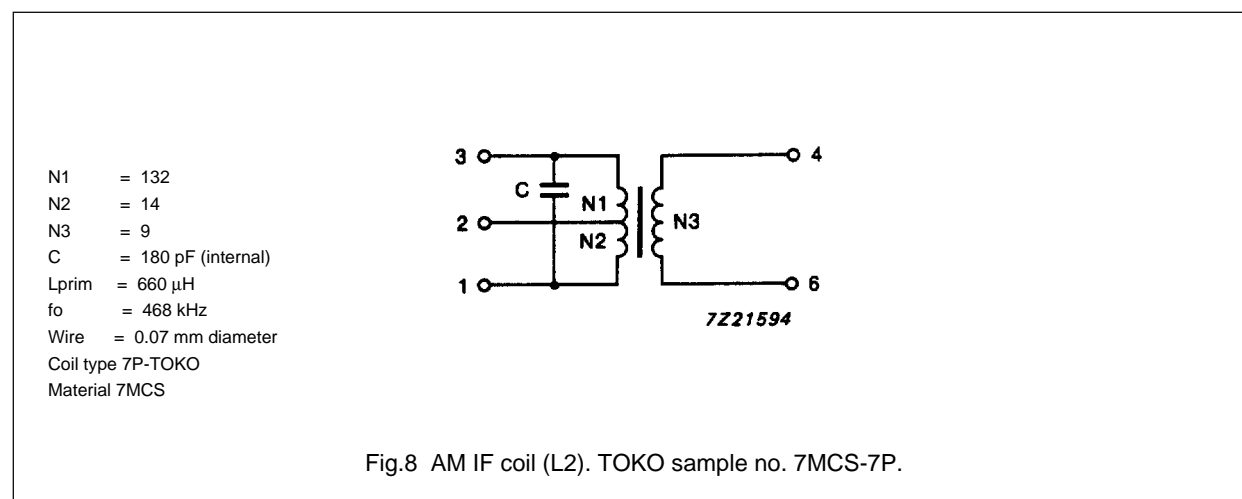 N1 = 132
N2 = 14
N3 = 9
C = 180 pF (internal)
Lprim = 660 μH
fo = 468 kHz
Wire = 0.07 mm diameter
Coil type 7P-TOKO
Material 7MCS
3
C
N1
4
2
N2
N3
1
6
7Z21594
Fig.8 AM IF coil (L2). TOKO sample no. 7MCS-7P.